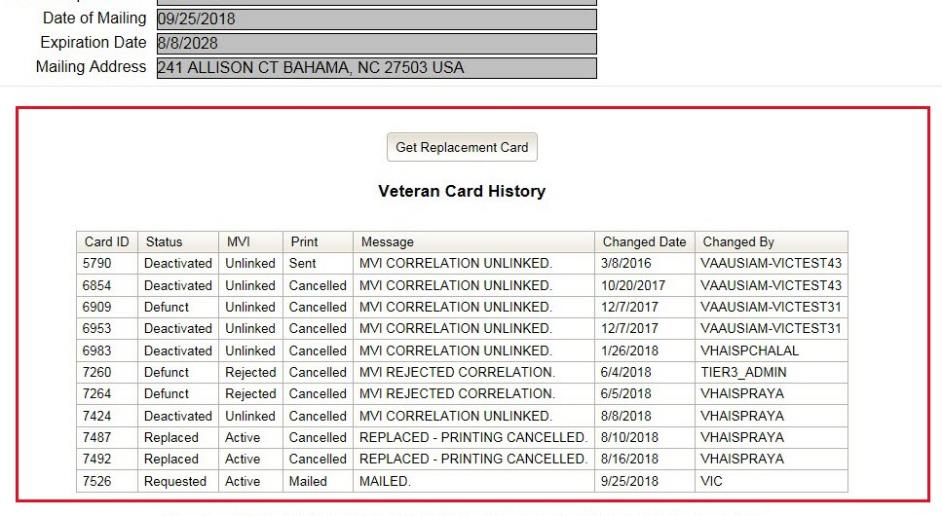 Date of Mailing 09/25/2018
Expiration Date 8/8/2028
Mailing Address 241 ALLISON CT BAHAMA, NC 27503 USA
Get Replacement Card
Veteran Card History
Card ID Status MVI Print Message Changed Date Changed By
5790 Deactivated Unlinked Sent MVI CORRELATION UNLINKED. 3/8/2016 VAAUSIAM-VICTEST43
6854 Deactivated Unlinked Cancelled MVI CORRELATION UNLINKED. 10/20/2017 VAAUSIAM-VICTEST43
6909 Defunct Unlinked Cancelled MVI CORRELATION UNLINKED. 12/7/2017 VAAUSIAM-VICTEST31
6953 Deactivated Unlinked Cancelled MVI CORRELATION UNLINKED. 12/7/2017 VAAUSIAM-VICTEST31
6983 Deactivated Unlinked Cancelled MVI CORRELATION UNLINKED. 1/26/2018 VHAISPCHALAL
7260 Defunct Rejected Cancelled MVI REJECTED CORRELATION. 6/4/2018 TIER3_ADMIN
7264 Defunct Rejected Cancelled MVI REJECTED CORRELATION. 6/5/2018 VHAISPRAYA
7424 Deactivated Unlinked Cancelled MVI CORRELATION UNLINKED. 8/8/2018 VHAISPRAYA
7487 Replaced Active Cancelled REPLACED - PRINTING CANCELLED. 8/10/2018 VHAISPRAYA
7492 Replaced Active Cancelled REPLACED - PRINTING CANCELLED. 8/16/2018 VHAISPRAYA
7526 Requested Active Mailed MAILED. 9/25/2018 VIC